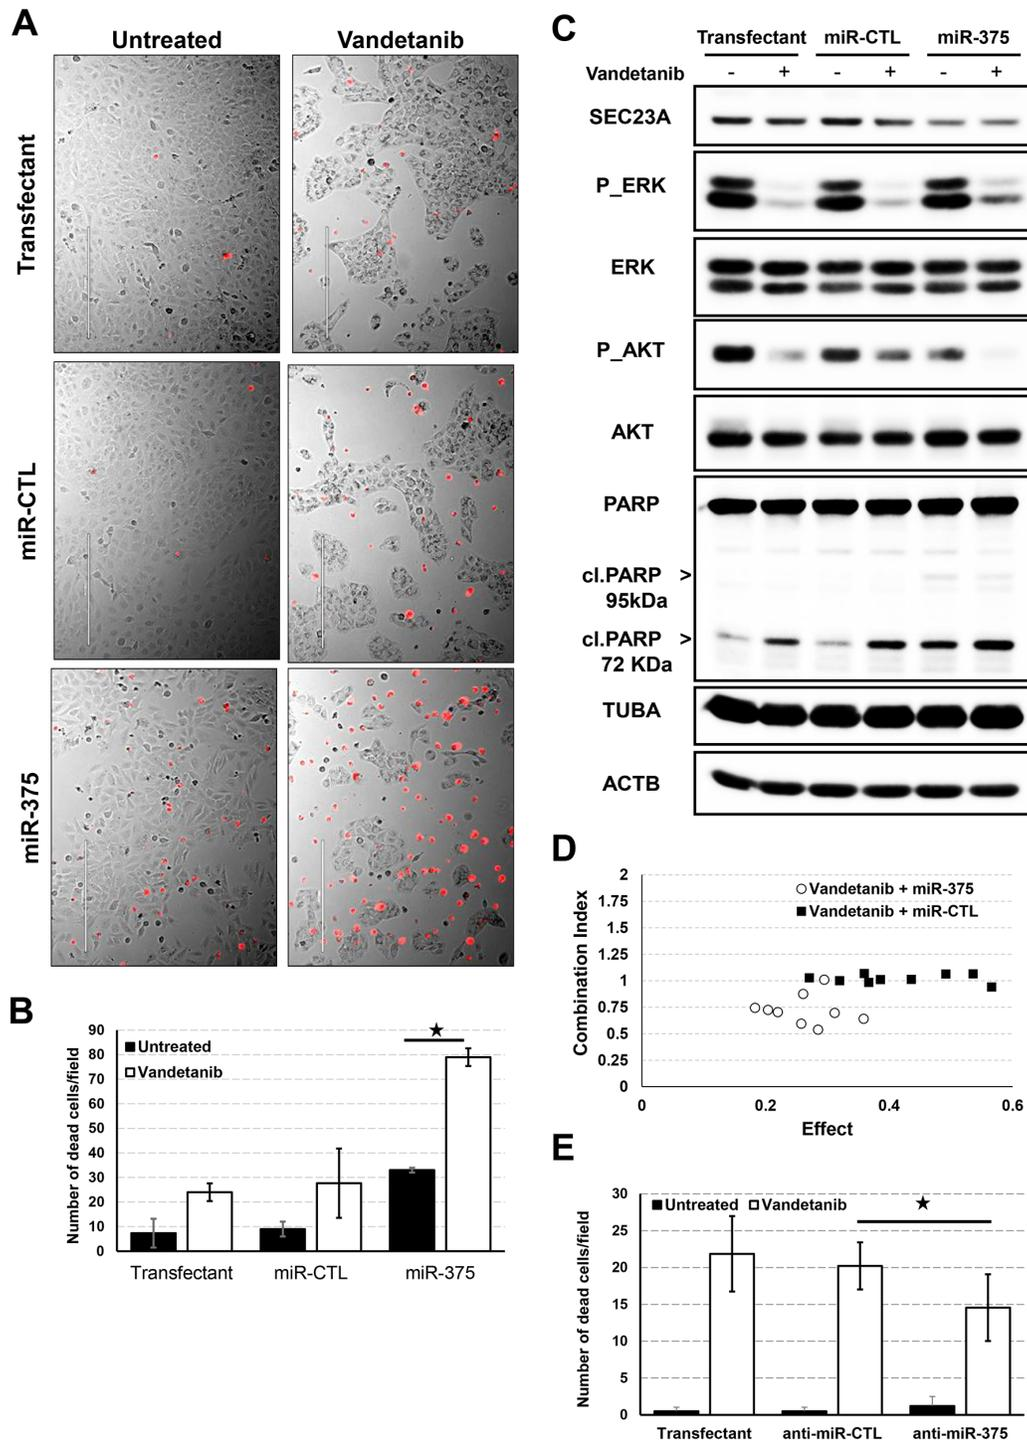 A
Untreated
Vandetanib
Transfectant
miR-CTL
miR-375
B
Number of dead cells/field
90
80
70
60
50
40
30
20
10
0
Untreated
Vandetanib
Transfectant
miR-CTL
miR-375
C
Transfectant miR-CTL miR-375
Vandetanib - + - + - +
SEC23A
P_ERK
ERK
P_AKT
AKT
PARP
cl.PARP >
95kDa
cl.PARP >
72 KDa
TUBA
ACTB
D
Combination Index
2
1.75
1.5
1.25
1
0.75
0.5
0.25
0
Vandetanib + miR-375
Vandetanib + miR-CTL
0 0.2 0.4 0.6
Effect
E
Number of dead cells/field
30
25
20
15
10
5
0
Untreated Vandetanib
Transfectant anti-miR-CTL anti-miR-375